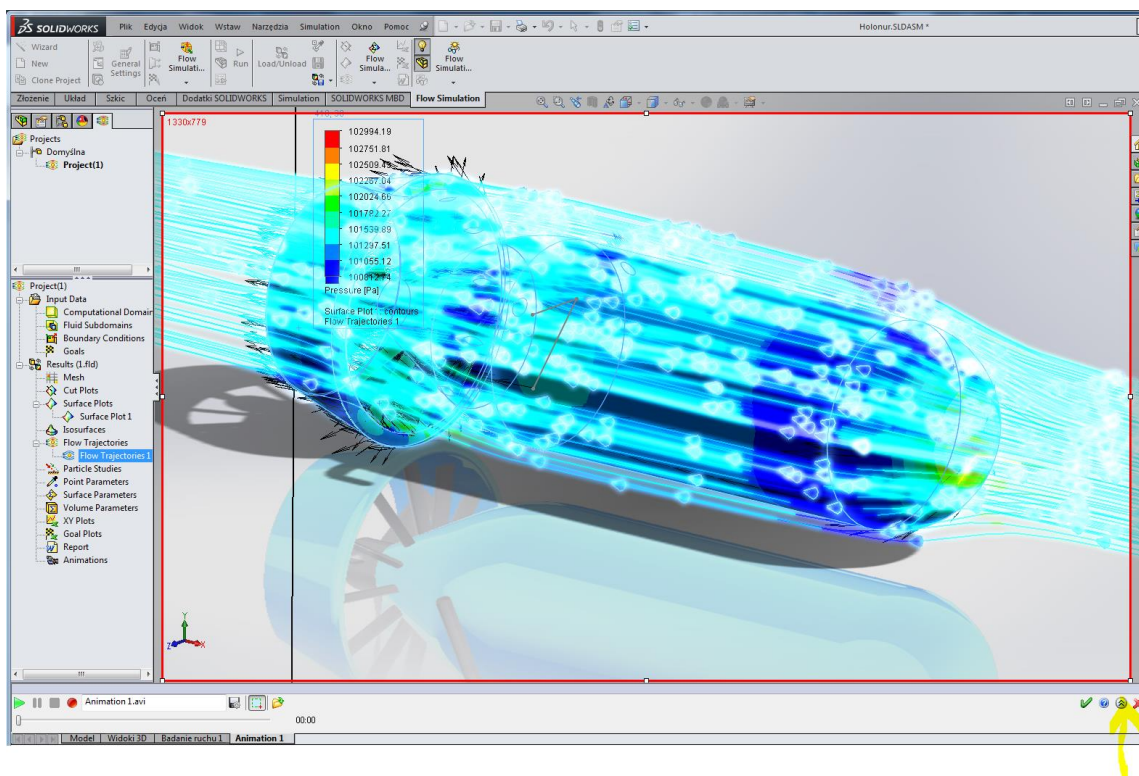 SOLIDWORKS Plik Edycja Widok Wstaw Narzędzia Simulation Okno Pomoc Holonur.SLDASM *
Wizard
New
Clone Project
General Settings
Flow Simulati...
Run
Load/Unload
Flow Simula...
Flow Simulati...
Złożenie Układ Szkic Oceń Dodatki SOLIDWORKS Simulation SOLIDWORKS MBD Flow Simulation
Projects
Domyślna
Project(1)
1330x779
102994.19
102751.81
102509.43
102267.04
102024.66
101782.27
101539.89
101297.51
101055.12
100812.74
Pressure [Pa]
Surface Plot : contours
Flow Trajectories 1
Project(1)
Input Data
Computational Domair
Fluid Subdomains
Boundary Conditions
Goals
Results (1.fld)
Mesh
Cut Plots
Surface Plots
Surface Plot 1
Isosurfaces
Flow Trajectories
Flow Trajectories 1
Particle Studies
Point Parameters
Surface Parameters
Volume Parameters
XY Plots
Goal Plots
Report
Animations
Y
Z X
Animation 1.avi
00:00
Model Widoki 3D Badanie ruchu 1 Animation 1